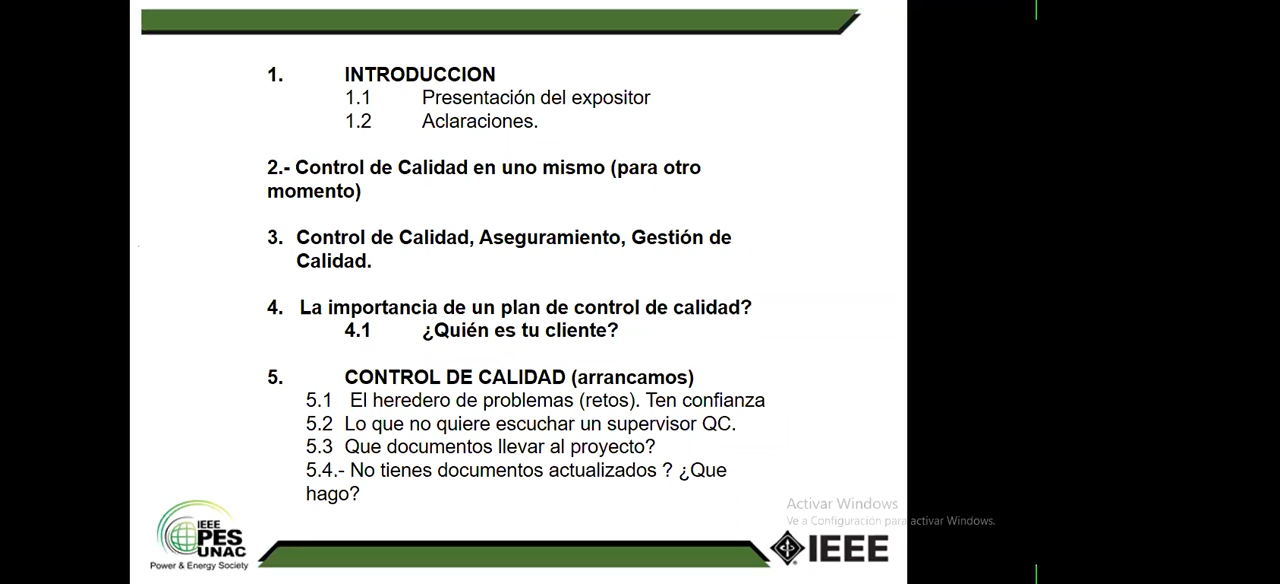 1. INTRODUCCION
1.1 Presentación del expositor
1.2 Aclaraciones.
2.- Control de Calidad en uno mismo (para otro
momento)
3. Control de Calidad, Aseguramiento, Gestión de
Calidad.
4. La importancia de un plan de control de calidad?
4.1 ¿Quién es tu cliente?
5. CONTROL DE CALIDAD (arrancamos)
5.1 El heredero de problemas (retos). Ten confianza
5.2 Lo que no quiere escuchar un supervisor QC.
5.3 Que documentos llevar al proyecto?
5.4.- No tienes documentos actualizados ? ¿Que
hago?
Activar Windows
Ve a Configuración para activar Windows.
IEEE
PES
UNAC
Power & Energy Society
IEEE